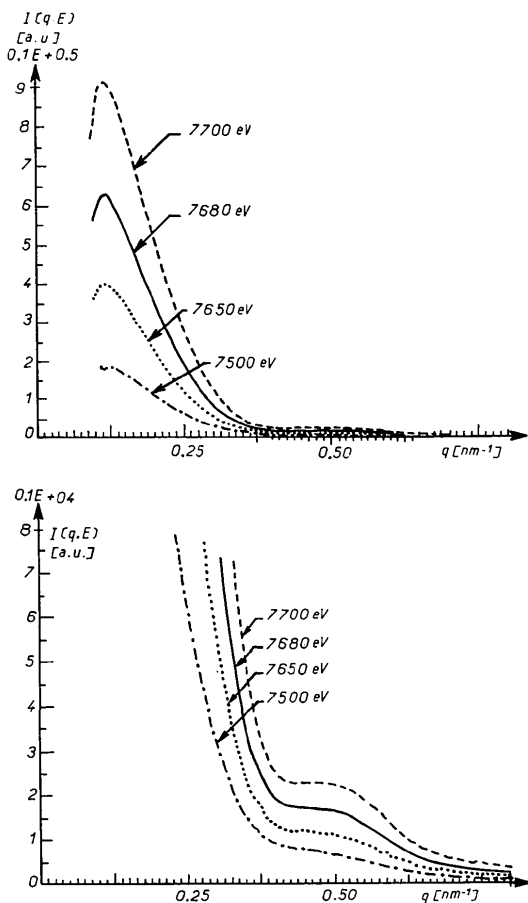 I(q.E)
[a.u]
0.1E+0.5
9
8
7
6
5
4
3
2
1
0
7700 eV
7680 eV
7650 eV
7500 eV
0.25
0.50
q[nm-1]
0.1E+04
I(q,E)
[a.u.]
8
7
6
5
4
3
2
1
0
7700 eV
7680 eV
7650 eV
7500 eV
0.25
0.50
q[nm-1]